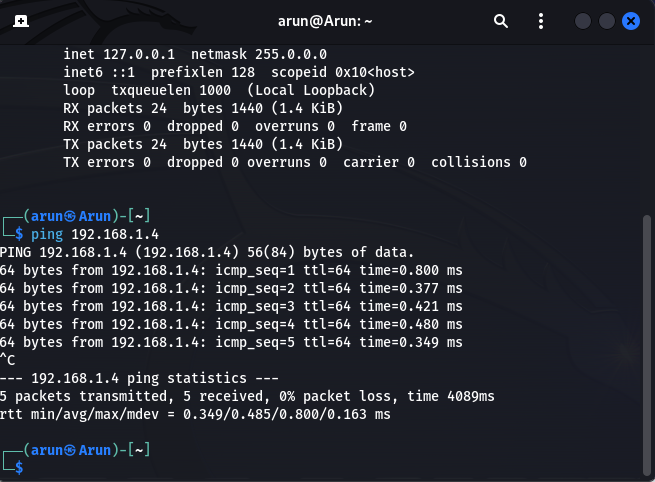 arun@Arun: ~
inet 127.0.0.1  netmask 255.0.0.0
inet6 ::1  prefixlen 128  scopeid 0x10<host>
loop  txqueuelen 1000  (Local Loopback)
RX packets 24  bytes 1440 (1.4 KiB)
RX errors 0  dropped 0  overruns 0  frame 0
TX packets 24  bytes 1440 (1.4 KiB)
TX errors 0  dropped 0 overruns 0  carrier 0  collisions 0
┌──(arun㉿Arun)-[~]
└─$ ping 192.168.1.4
PING 192.168.1.4 (192.168.1.4) 56(84) bytes of data.
64 bytes from 192.168.1.4: icmp_seq=1 ttl=64 time=0.800 ms
64 bytes from 192.168.1.4: icmp_seq=2 ttl=64 time=0.377 ms
64 bytes from 192.168.1.4: icmp_seq=3 ttl=64 time=0.421 ms
64 bytes from 192.168.1.4: icmp_seq=4 ttl=64 time=0.480 ms
64 bytes from 192.168.1.4: icmp_seq=5 ttl=64 time=0.349 ms
^C
--- 192.168.1.4 ping statistics ---
5 packets transmitted, 5 received, 0% packet loss, time 4089ms
rtt min/avg/max/mdev = 0.349/0.485/0.800/0.163 ms
┌──(arun㉿Arun)-[~]
└─$